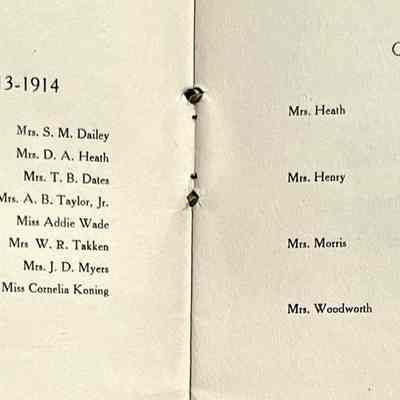 13-1914
Mrs. S. M. Dailey
Mrs. D. A. Heath
Mrs. T. B. Dates
Mrs. A. B. Taylor, Jr.
Miss Addie Wade
Mrs W. R. Takken
Mrs. J. D. Myers
Miss Cornelia Koning
Mrs. Heath
Mrs. Henry
Mrs. Morris
Mrs. Woodworth